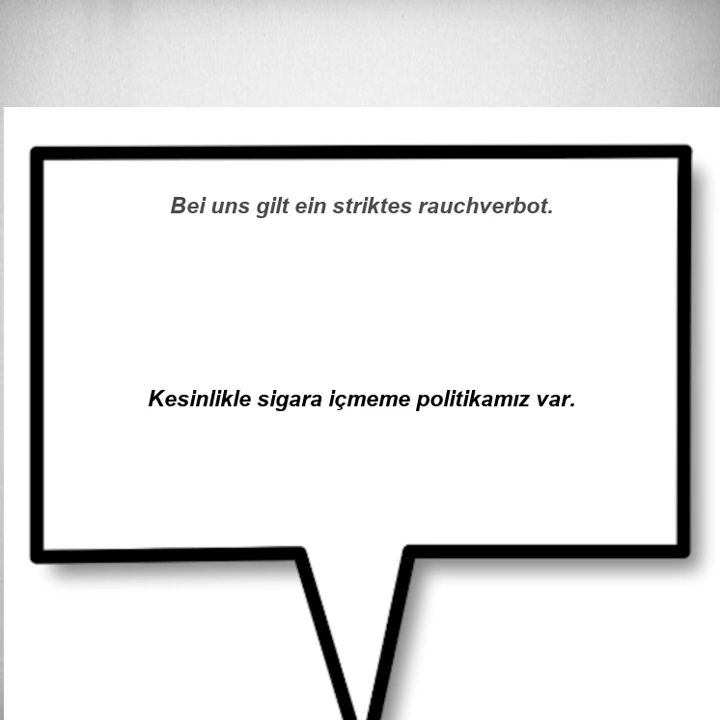 Bei uns gilt ein striktes rauchverbot.
Kesinlikle sigara içmeme politikamız var.